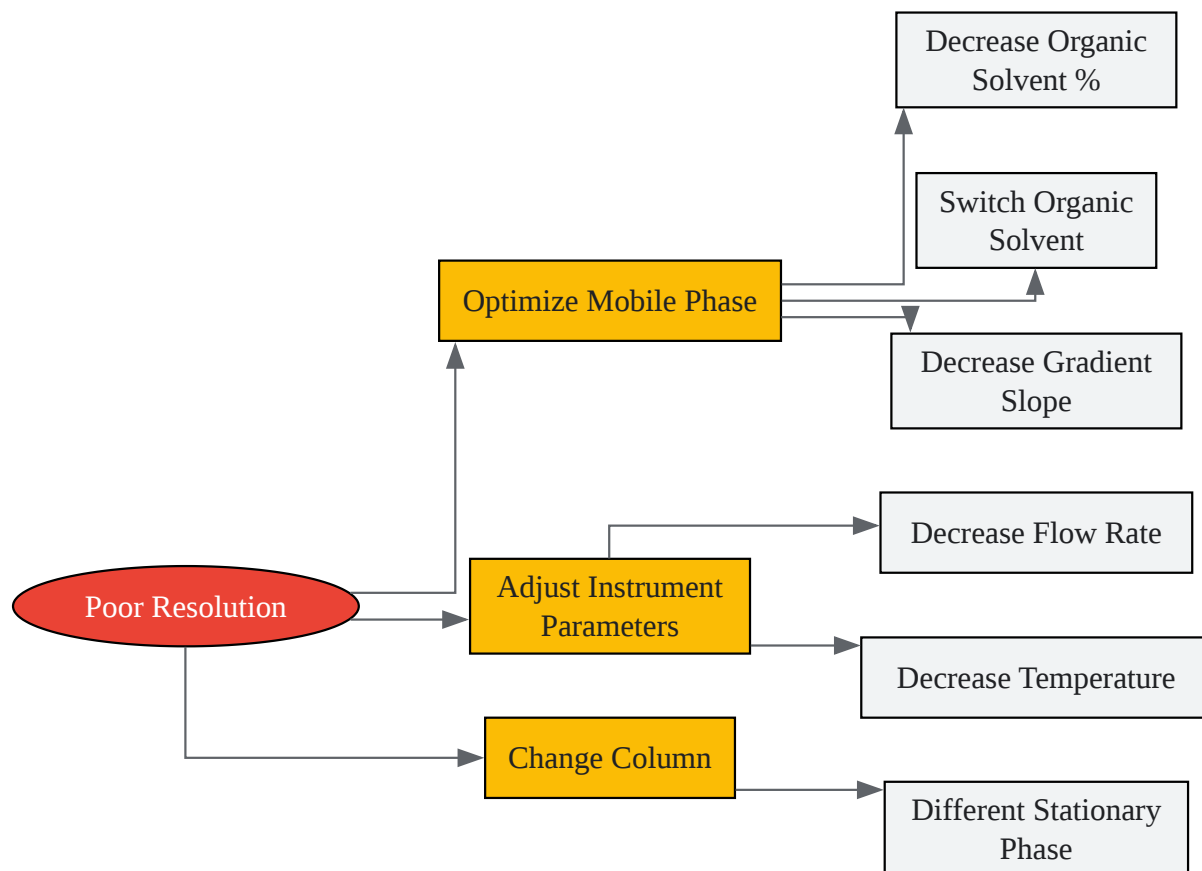 Decrease Organic
Solvent %
Switch Organic
Solvent
Optimize Mobile Phase
Decrease Gradient
Slope
Decrease Flow Rate
Poor Resolution
Adjust Instrument
Parameters
Decrease Temperature
Change Column
Different Stationary
Phase